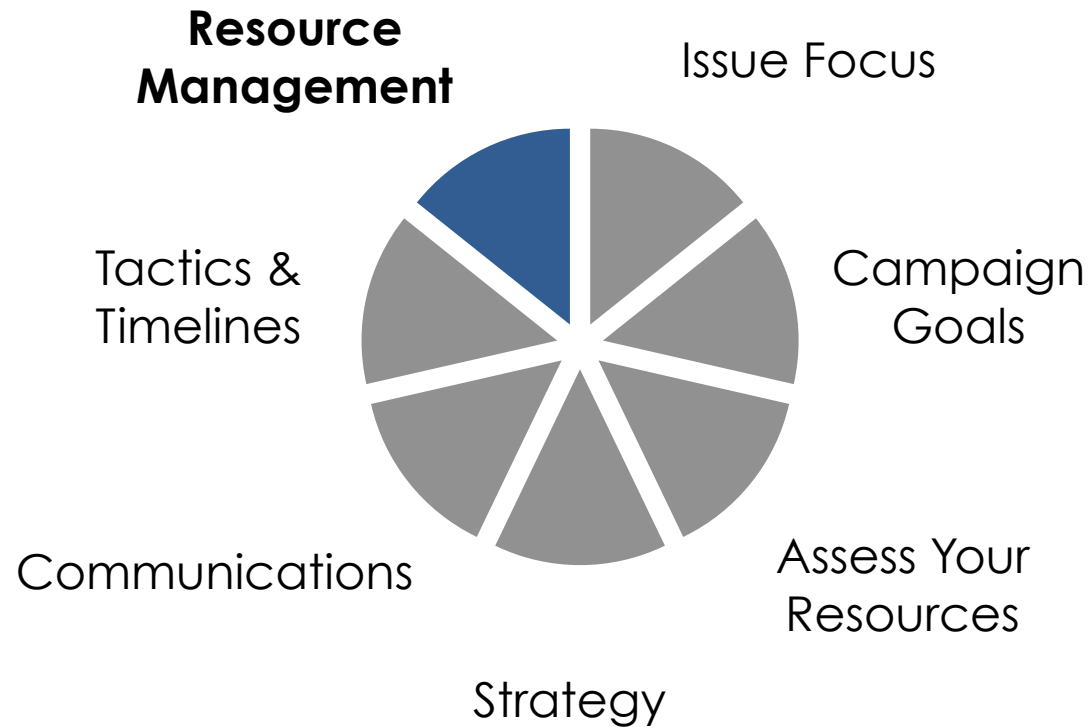 Resource
Management
Issue Focus
Tactics &
Timelines
Campaign
Goals
Communications
Assess Your
Resources
Strategy